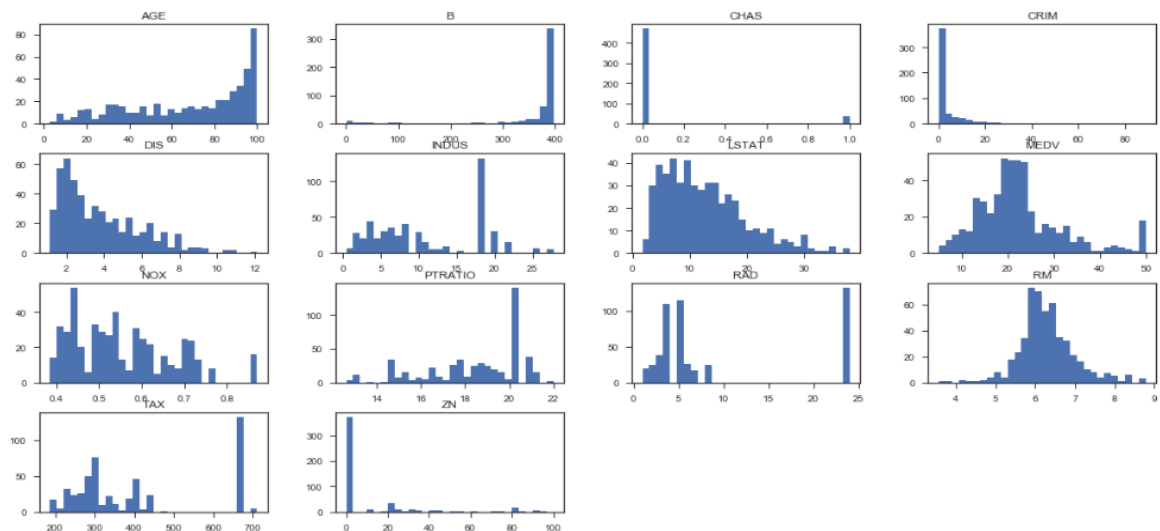 AGE
B
CHAS
CRIM
80
60
40
20
0
0 20 40 60 80 100
300
200
100
0
0 100 200 300 400
400
300
200
100
0
0.0 0.2 0.4 0.6 0.8 1.0
300
200
100
0
0 20 40 60 80
DIS
INDUS
LSTAT
MEDV
60
40
20
0
2 4 6 8 10 12
100
50
0
0 5 10 15 20 25
40
30
20
10
0
0 10 20 30
40
20
0
10 20 30 40 50
NOX
PTRATIO
RAD
RM
40
20
0
0.4 0.5 0.6 0.7 0.8
100
50
0
14 16 18 20 22
100
50
0
0 5 10 15 20 25
60
40
20
0
4 5 6 7 8 9
TAX
ZN
100
50
0
200 300 400 500 600 700
300
200
100
0
0 20 40 60 80 100